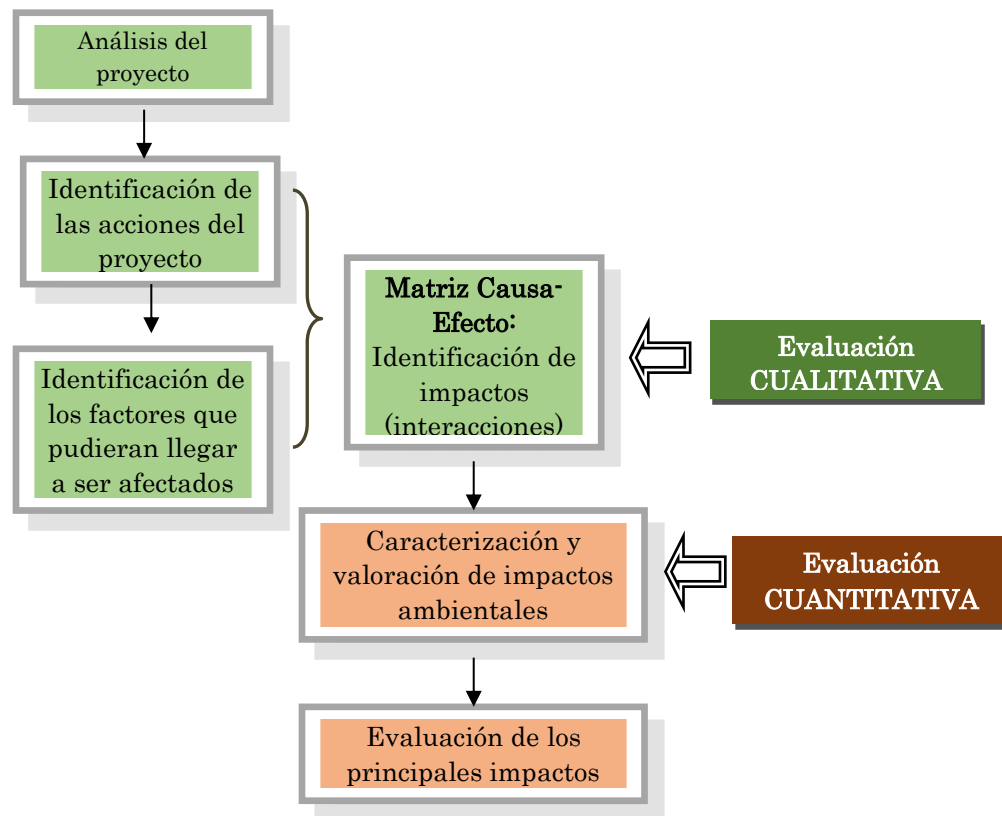 Análisis del
proyecto
Identificación de
las acciones del
proyecto
Identificación de
los factores que
pudieran llegar
a ser afectados
Matriz Causa-
Efecto:
Identificación de
impactos
(interacciones)
Evaluación
CUALITATIVA
Caracterización y
valoración de impactos
ambientales
Evaluación
CUANTITATIVA
Evaluación de los
principales impactos